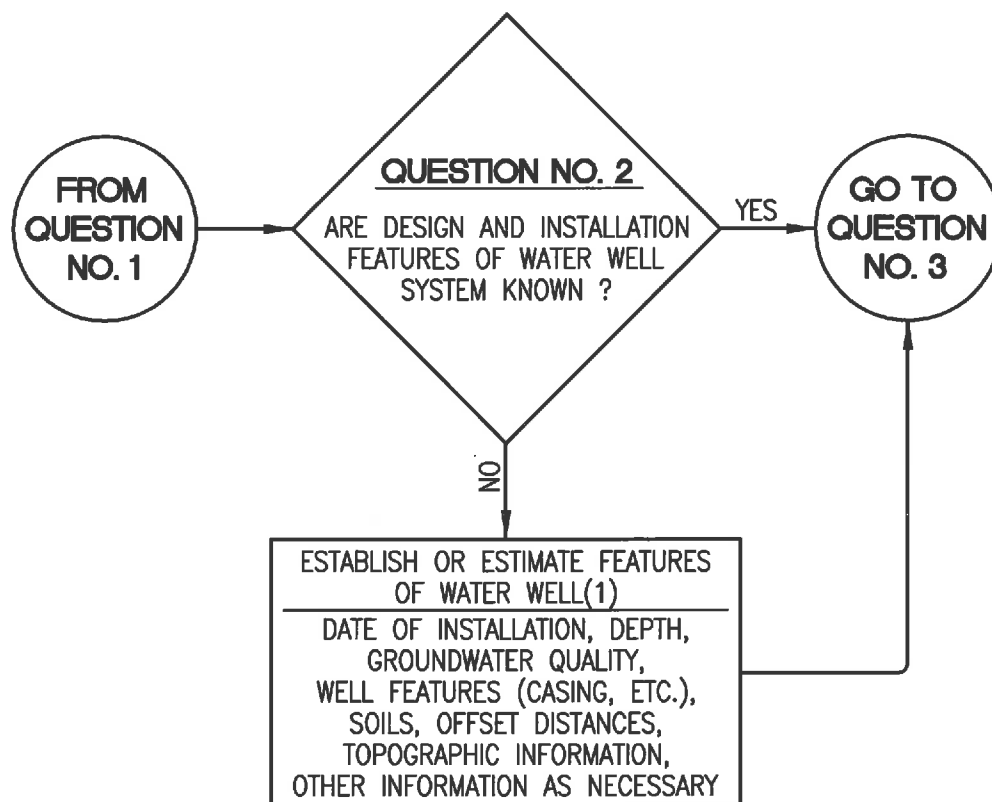 FROM
QUESTION
NO. 1
QUESTION NO. 2
ARE DESIGN AND INSTALLATION
FEATURES OF WATER WELL
SYSTEM KNOWN ?
YES
GO TO
QUESTION
NO. 3
NO
ESTABLISH OR ESTIMATE FEATURES
OF WATER WELL(1)
DATE OF INSTALLATION, DEPTH,
GROUNDWATER QUALITY,
WELL FEATURES (CASING, ETC.),
SOILS, OFFSET DISTANCES,
TOPOGRAPHIC INFORMATION,
OTHER INFORMATION AS NECESSARY